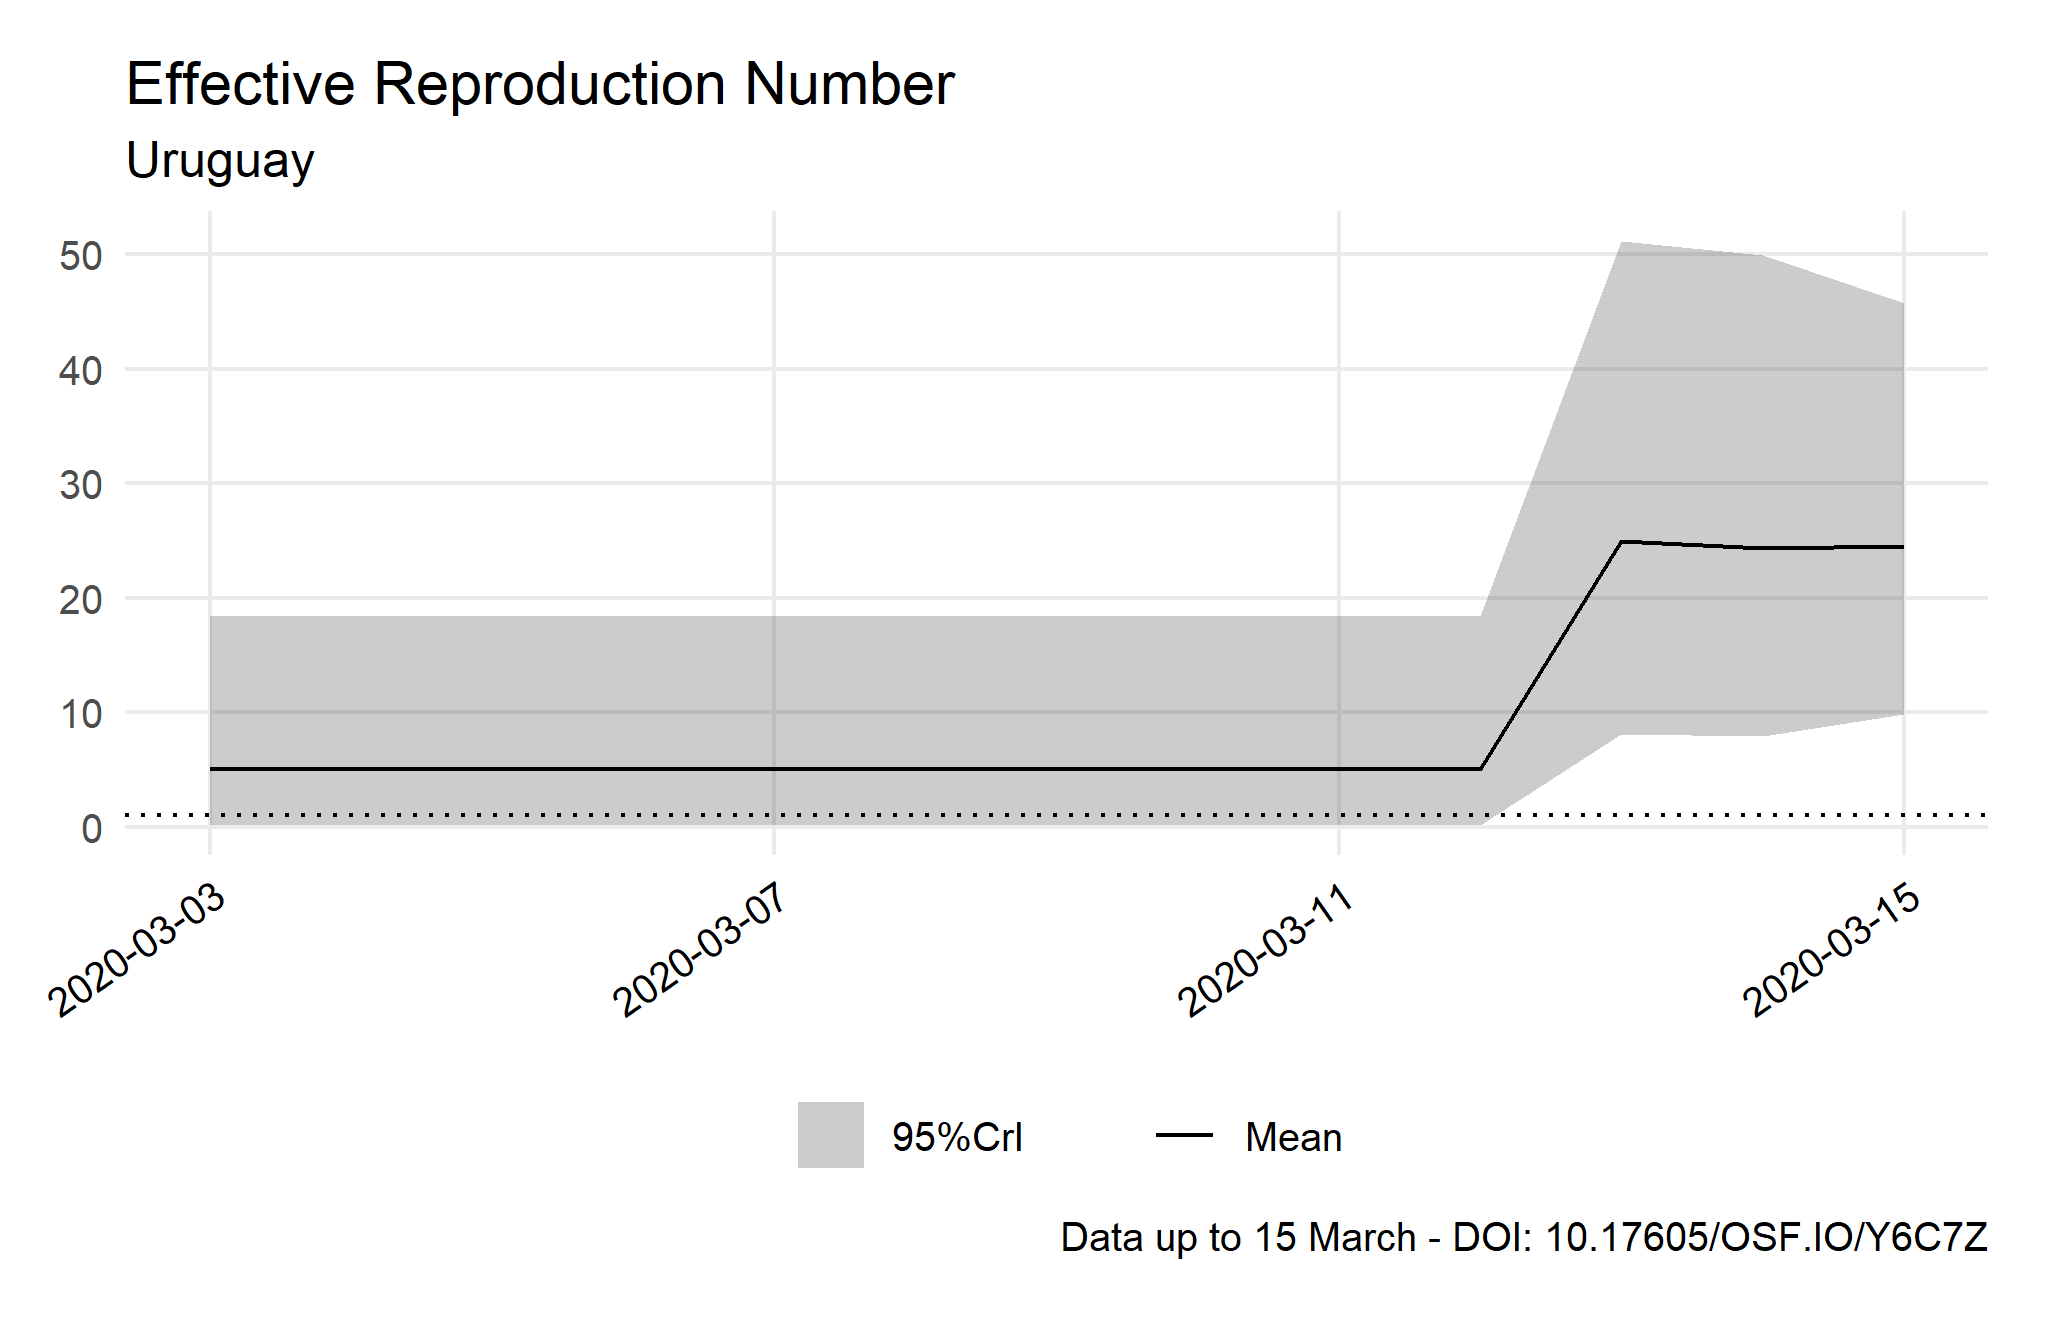 Effective Reproduction Number
Uruguay
50
40
30
20
10
0
2020-03-03
2020-03-07
2020-03-11
2020-03-15
95%CrI
Mean
Data up to 15 March - DOI: 10.17605/OSF.IO/Y6C7Z